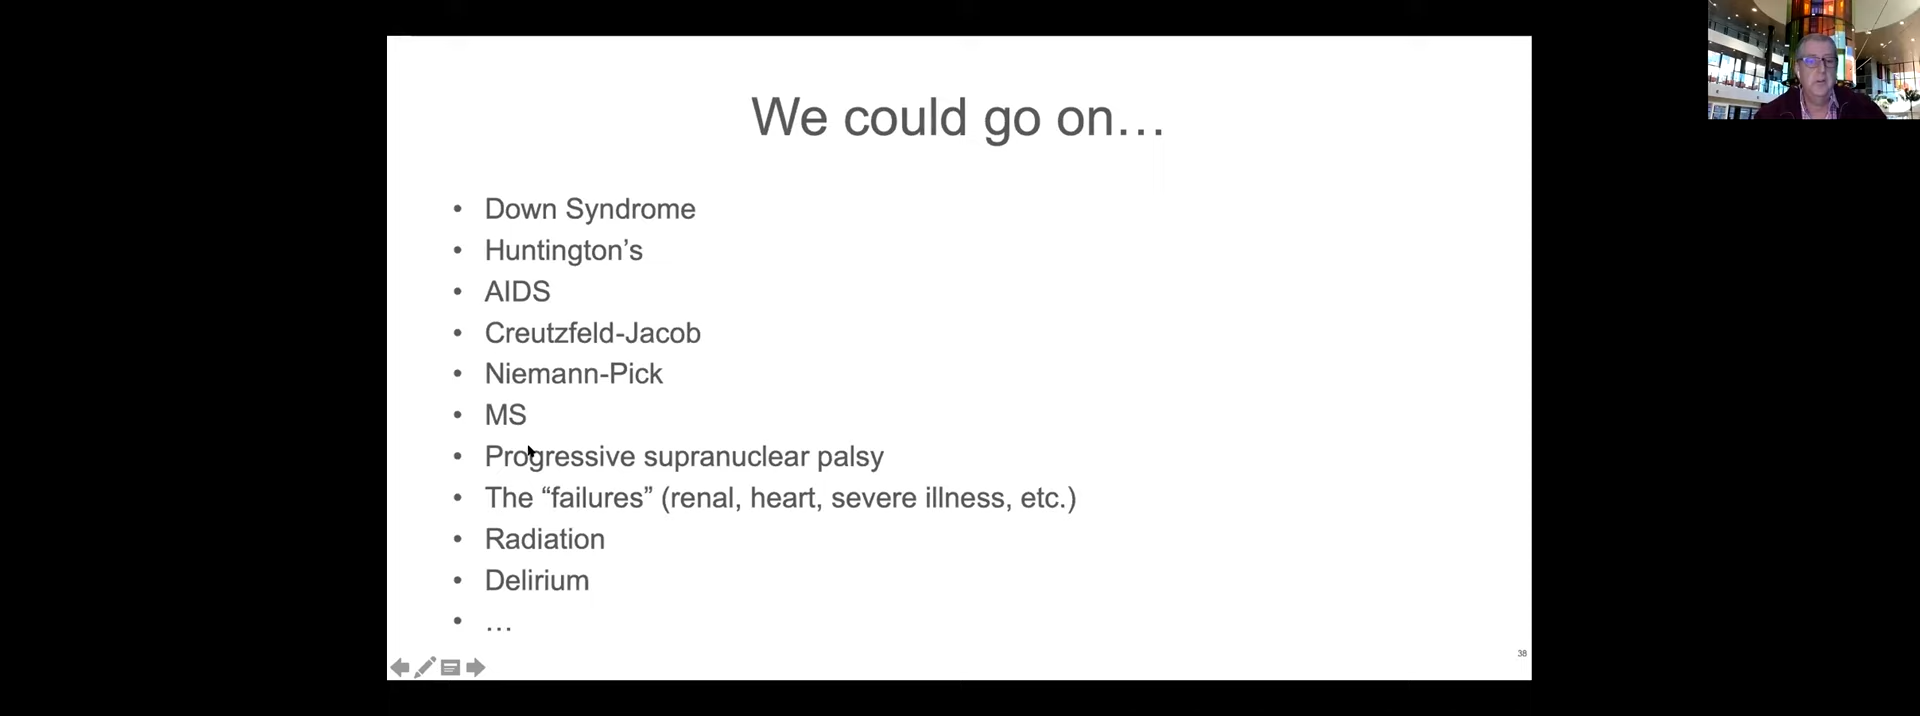 We could go on…
• Down Syndrome
• Huntington’s
• AIDS
• Creutzfeld-Jacob
• Niemann-Pick
• MS
• Progressive supranuclear palsy
• The “failures” (renal, heart, severe illness, etc.)
• Radiation
• Delirium
• …
38